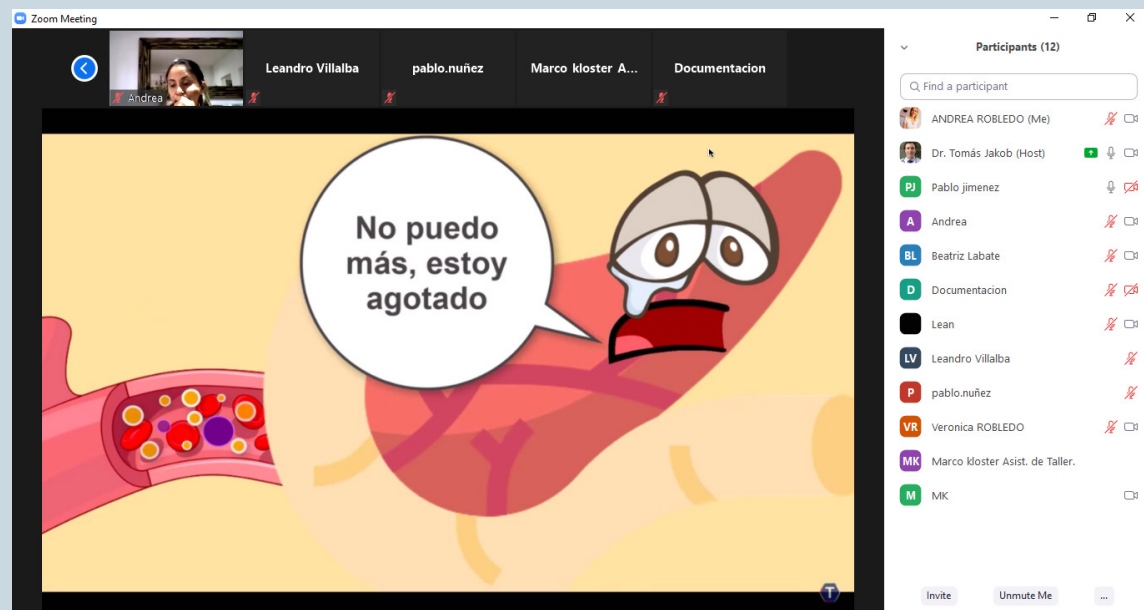 Zoom Meeting
Andrea
Leandro Villalba
pablo.nuñez
Marco kloster A...
Documentacion
No puedo
más, estoy
agotado
T
Participants (12)
Find a participant
ANDREA ROBLEDO (Me)
Dr. Tomás Jakob (Host)
PJ Pablo jimenez
A Andrea
BL Beatriz Labate
D Documentacion
Lean
LV Leandro Villalba
P pablo.nuñez
VR Veronica ROBLEDO
MK Marco kloster Asist. de Taller.
M MK
Invite Unmute Me ...